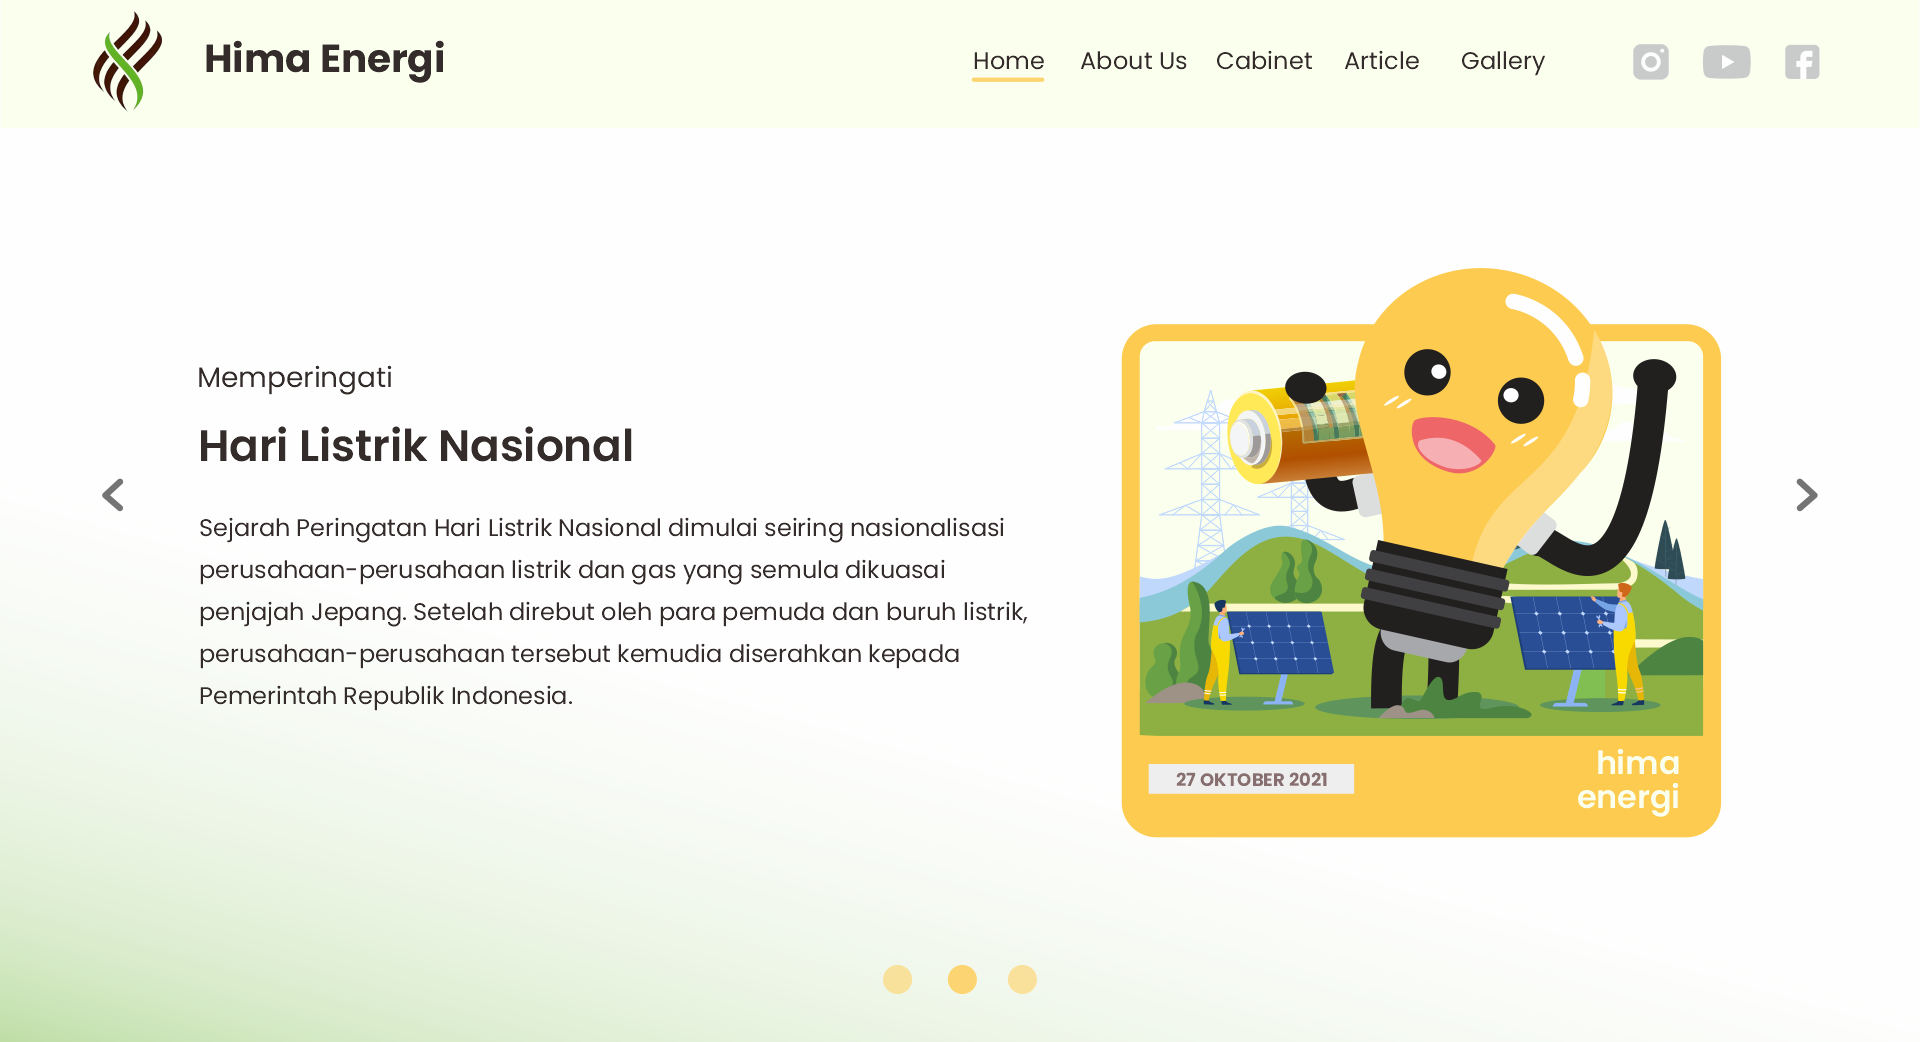 Hima Energi
Home About Us Cabinet Article Gallery
Memperingati
Hari Listrik Nasional
Sejarah Peringatan Hari Listrik Nasional dimulai seiring nasionalisasi
perusahaan-perusahaan listrik dan gas yang semula dikuasai
penjajah Jepang. Setelah direbut oleh para pemuda dan buruh listrik,
perusahaan-perusahaan tersebut kemudia diserahkan kepada
Pemerintah Republik Indonesia.
27 OKTOBER 2021
hima
energi